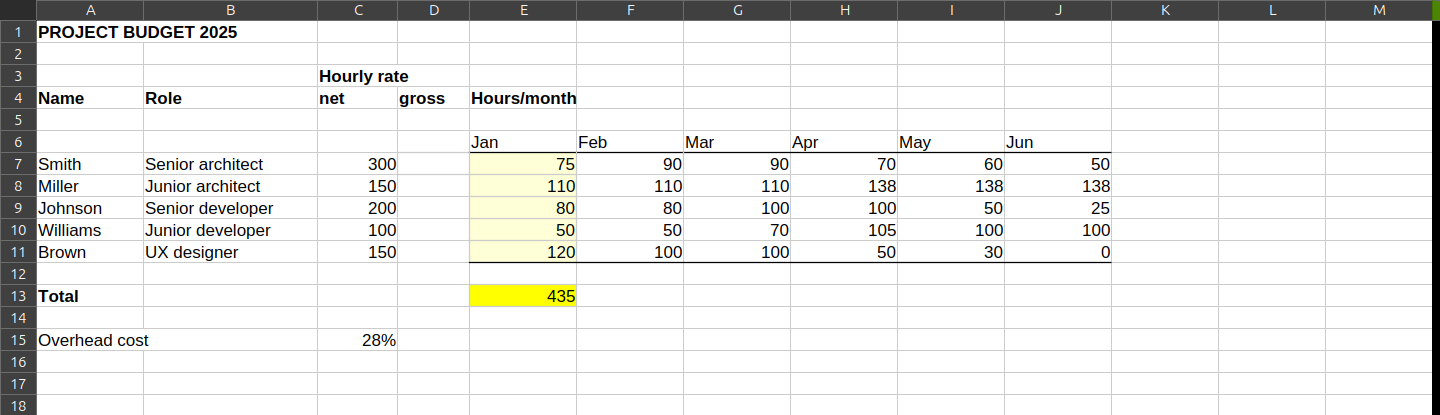 A B C D E F G H I J K L M
1 PROJECT BUDGET 2025
2
3 Hourly rate
4 Name Role net gross Hours/month
5
6 Jan Feb Mar Apr May Jun
7 Smith Senior architect 300 75 90 90 70 60 50
8 Miller Junior architect 150 110 110 110 138 138 138
9 Johnson Senior developer 200 80 80 100 100 50 25
10 Williams Junior developer 100 50 50 70 105 100 100
11 Brown UX designer 150 120 100 100 50 30 0
12
13 Total 435
14
15 Overhead cost 28%
16
17
18